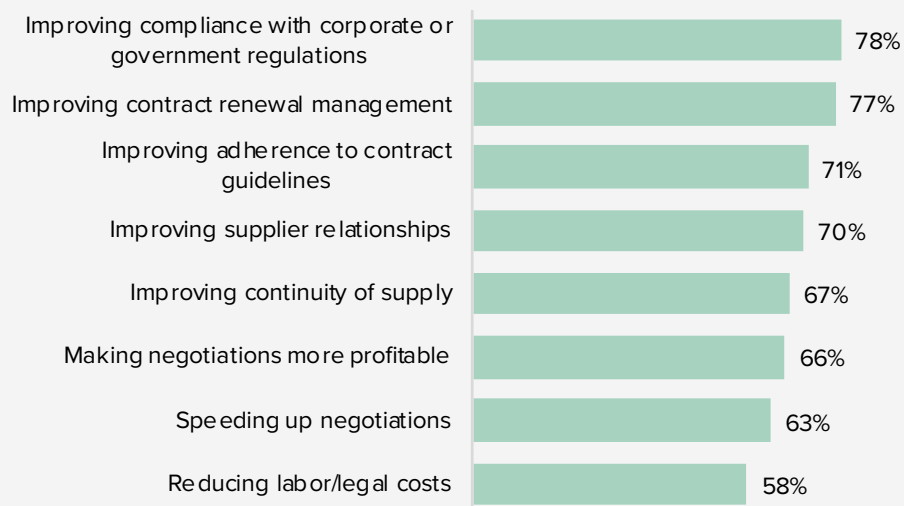 Improving compliance with corporate or
government regulations
78%
Improving contract renewal management
77%
Improving adherence to contract
guidelines
71%
Improving supplier relationships
70%
Improving continuity of supply
67%
Making negotiations more profitable
66%
Speeding up negotiations
63%
Reducing labor/legal costs
58%